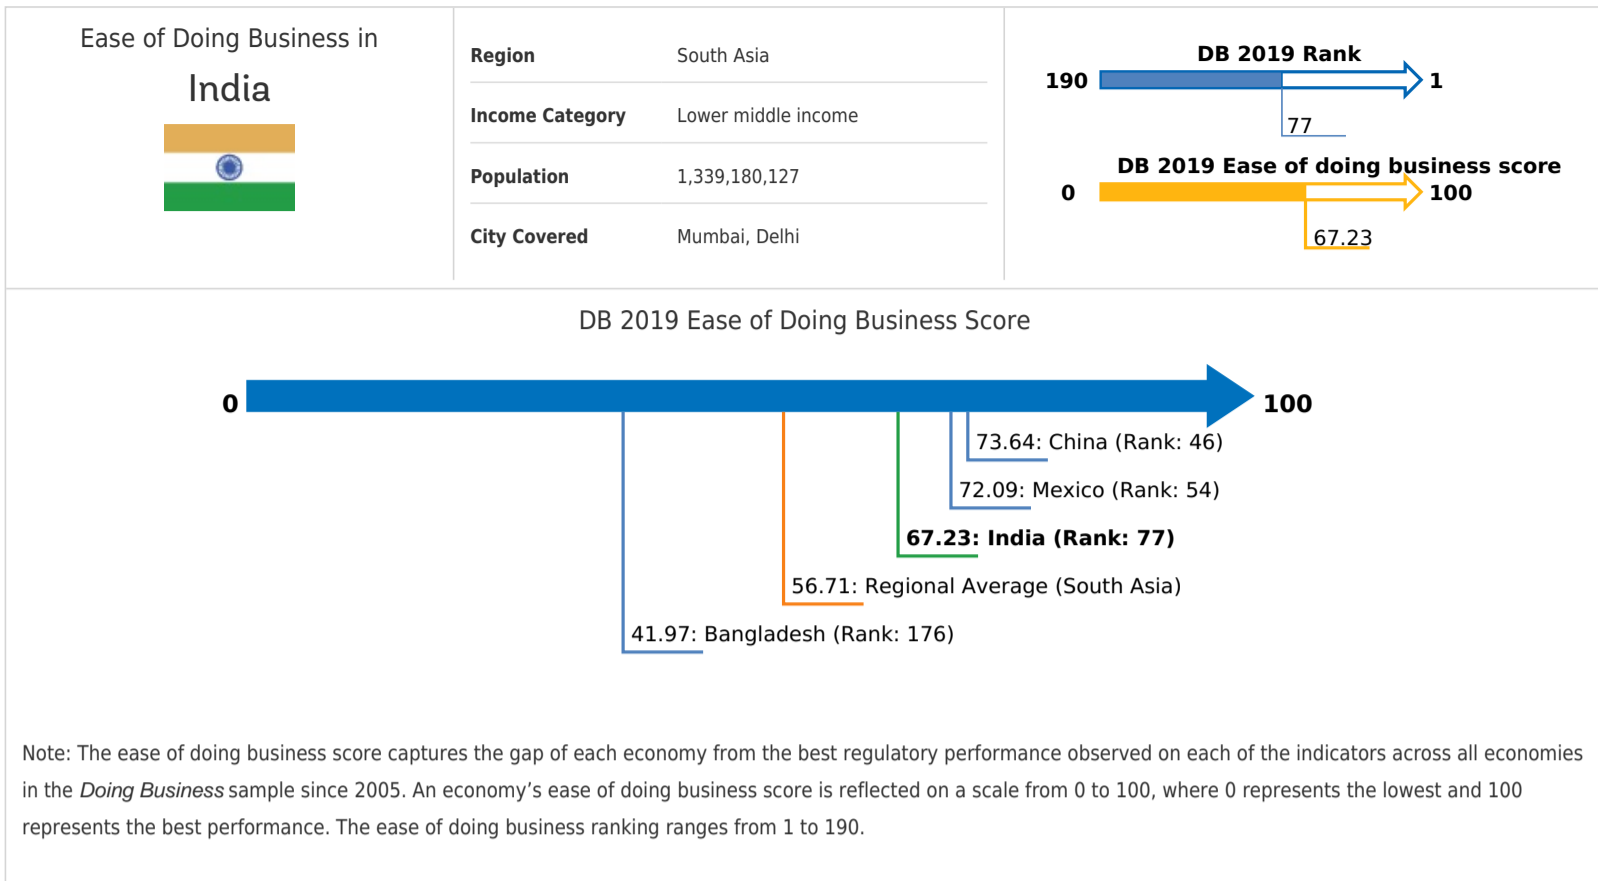 Ease of Doing Business in
India
Region South Asia
Income Category Lower middle income
Population 1,339,180,127
City Covered Mumbai, Delhi
DB 2019 Rank
190 1
77
DB 2019 Ease of doing business score
0 100
67.23
DB 2019 Ease of Doing Business Score
0 100
73.64: China (Rank: 46)
72.09: Mexico (Rank: 54)
67.23: India (Rank: 77)
56.71: Regional Average (South Asia)
41.97: Bangladesh (Rank: 176)
Note: The ease of doing business score captures the gap of each economy from the best regulatory performance observed on each of the indicators across all economies
in the Doing Business sample since 2005. An economy’s ease of doing business score is reflected on a scale from 0 to 100, where 0 represents the lowest and 100
represents the best performance. The ease of doing business ranking ranges from 1 to 190.